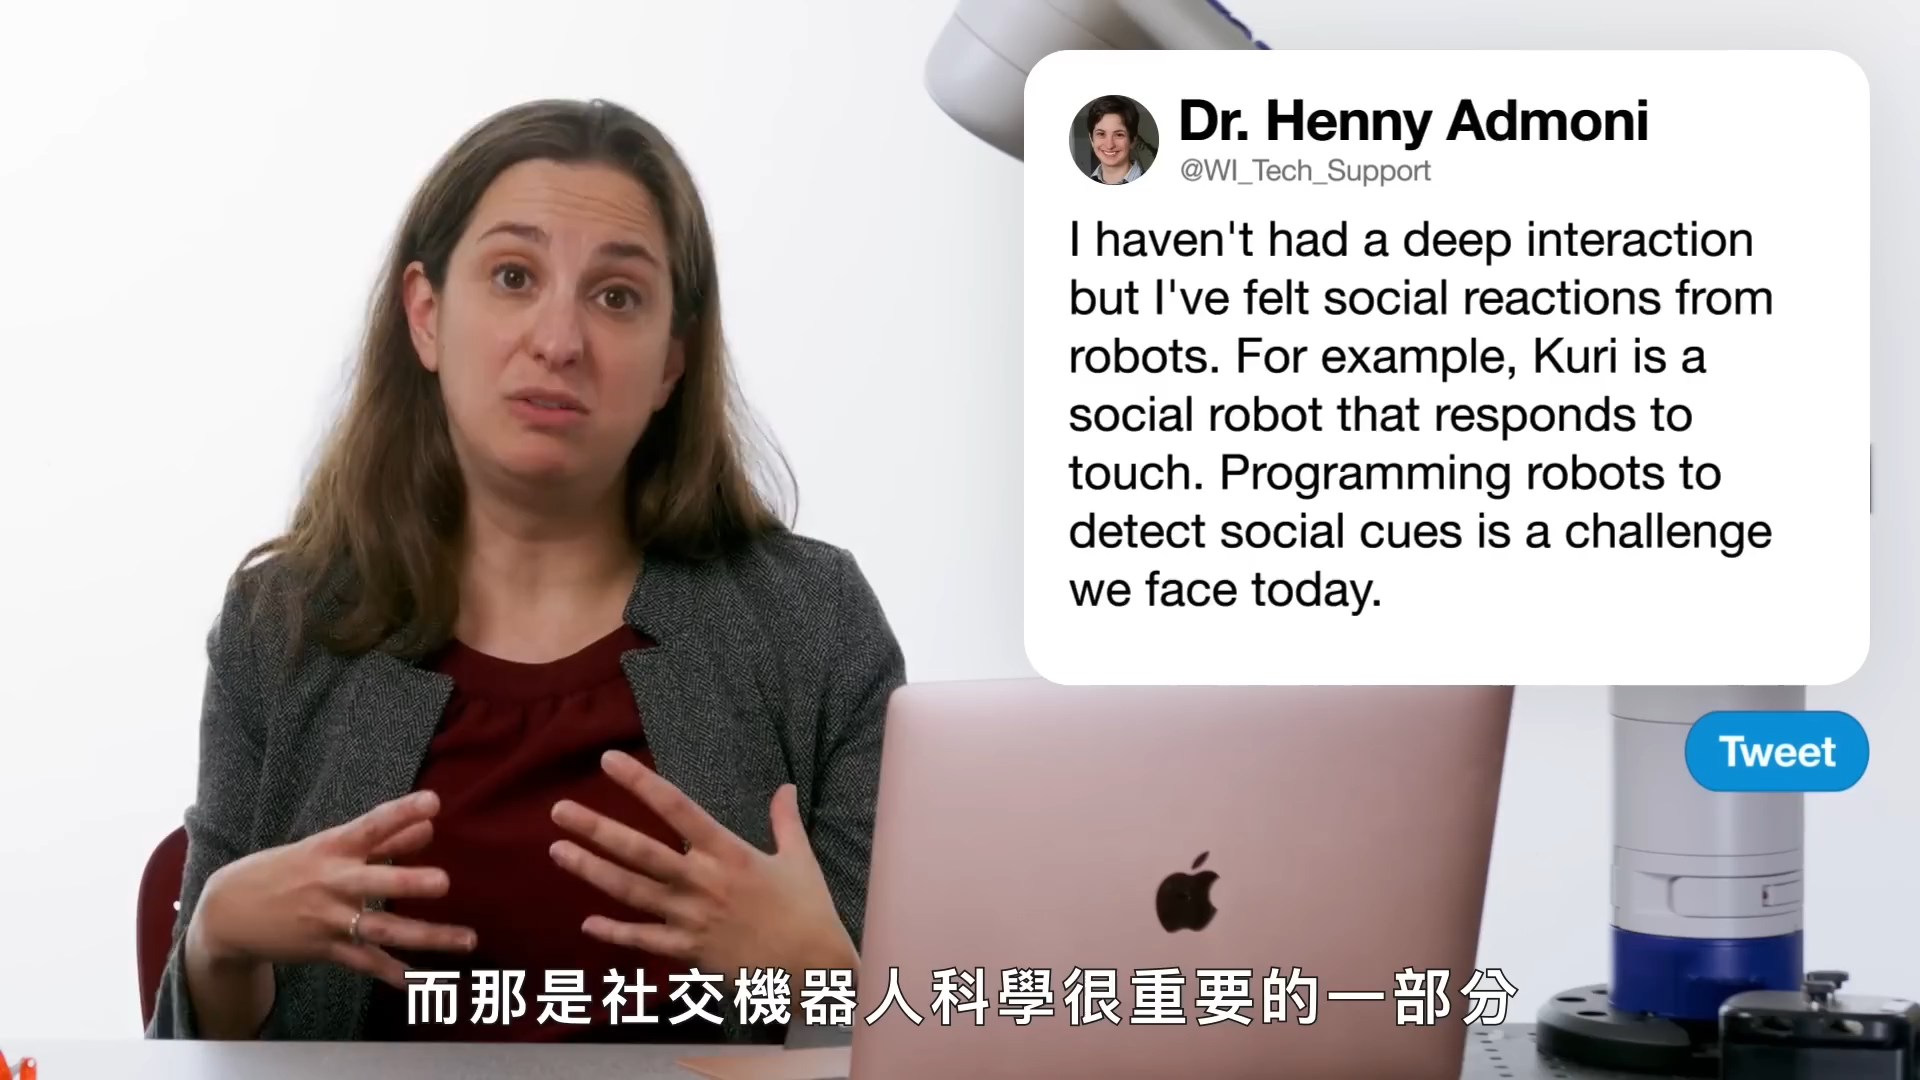 Dr. Henny Admoni
@WI_Tech_Support
I haven't had a deep interaction
but I've felt social reactions from
robots. For example, Kuri is a
social robot that responds to
touch. Programming robots to
detect social cues is a challenge
we face today.
Tweet
而那是社交機器人科學很重要的一部分